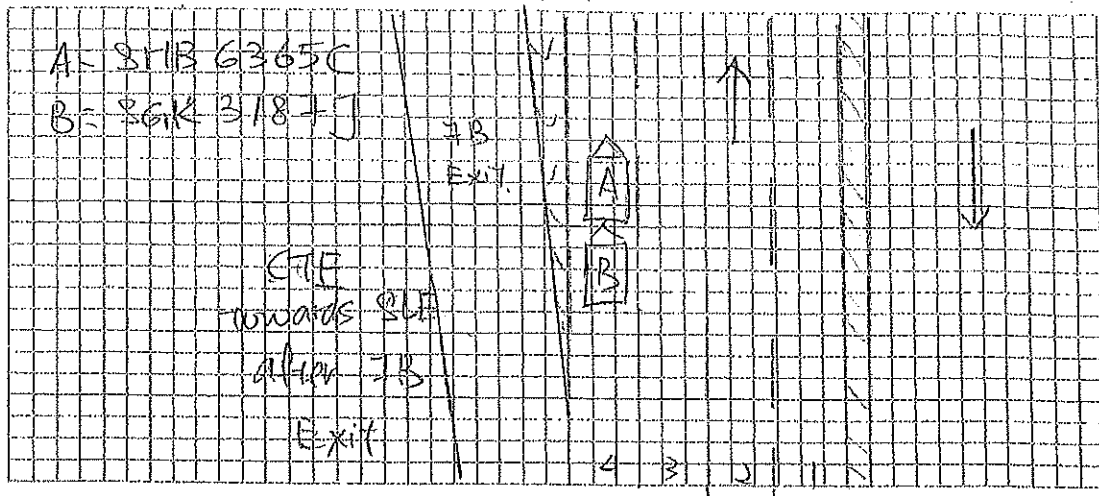 A- SHB 6365C
B= SGK 3187J
7B
Exit.
A
B
CTE
towards SLE
after 7B
Exit
4 3 2 1